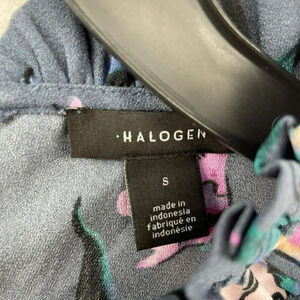 ·HALOGEN
S
made in
indonesia
fabriqué en
indonésie